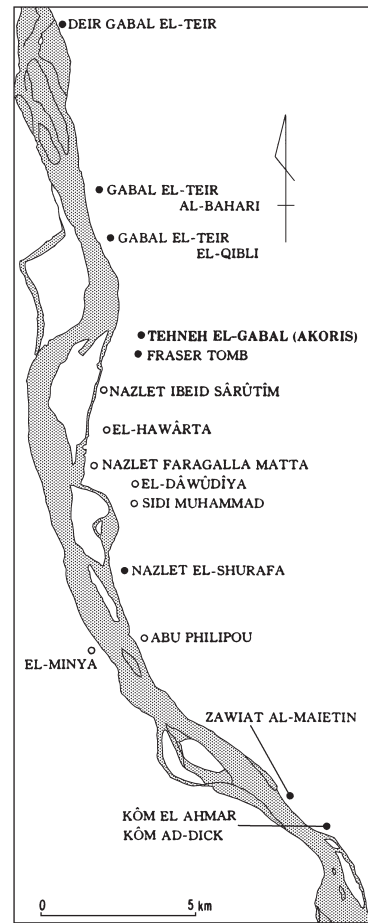 DEIR GABAL EL-TEIR
GABAL EL-TEIR
AL-BAHARI
GABAL EL-TEIR
EL-QIBLI
TEHNEH EL-GABAL (AKORIS)
FRASER TOMB
NAZLET IBEID SÂRÛTÎM
EL-HAWÂRTA
NAZLET FARAGALLA MATTA
EL-DÂWÛDÎYA
SIDI MUHAMMAD
NAZLET EL-SHURAFA
ABU PHILIPOU
EL-MINYA
ZAWIAT AL-MAIETIN
KÔM EL AHMAR
KÔM AD-DICK
0 5 km